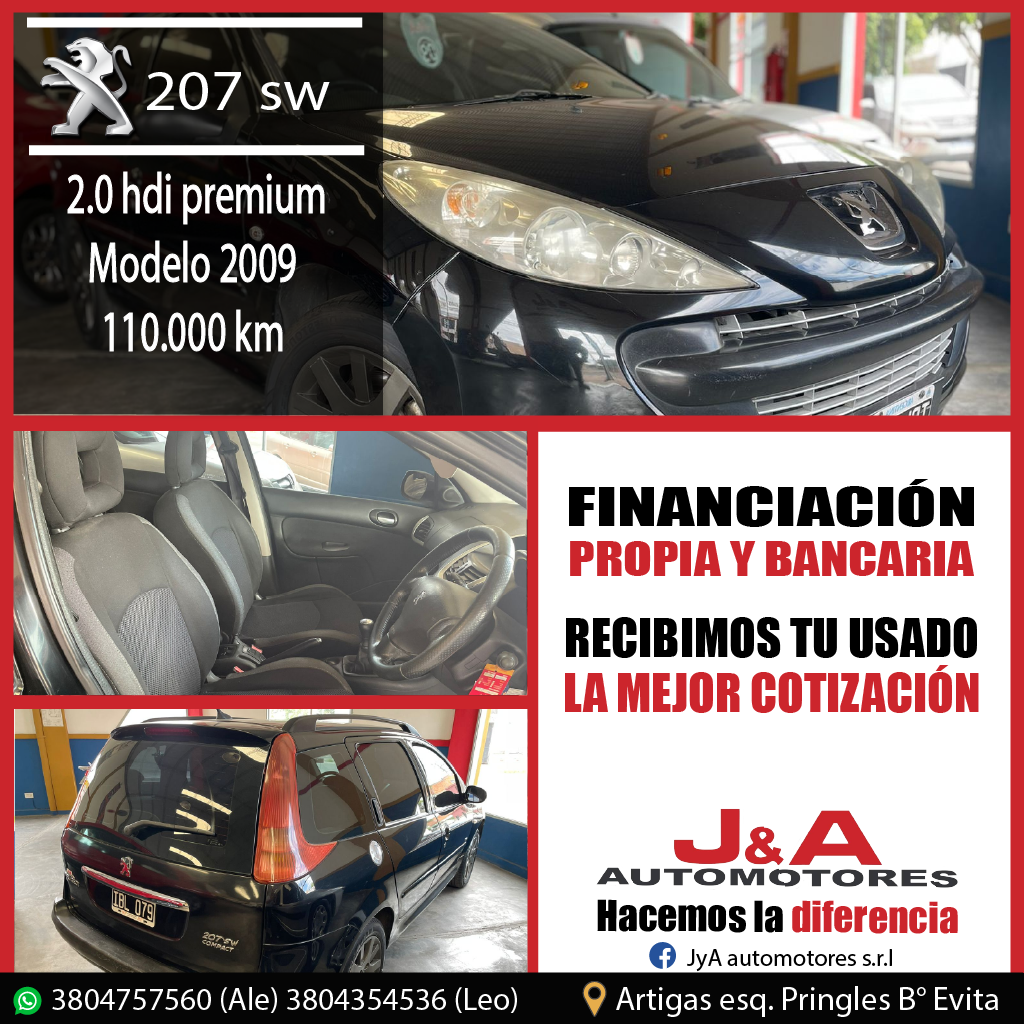 207 sw
2.0 hdi premium
Modelo 2009
110.000 km
FINANCIACIÓN
PROPIA Y BANCARIA
RECIBIMOS TU USADO
LA MEJOR COTIZACIÓN
J&A
AUTOMOTORES
Hacemos la diferencia
JyA automotores s.r.l
IBL 079
207 SW
COMPACT
3804757560 (Ale) 3804354536 (Leo)
Artigas esq. Pringles B° Evita